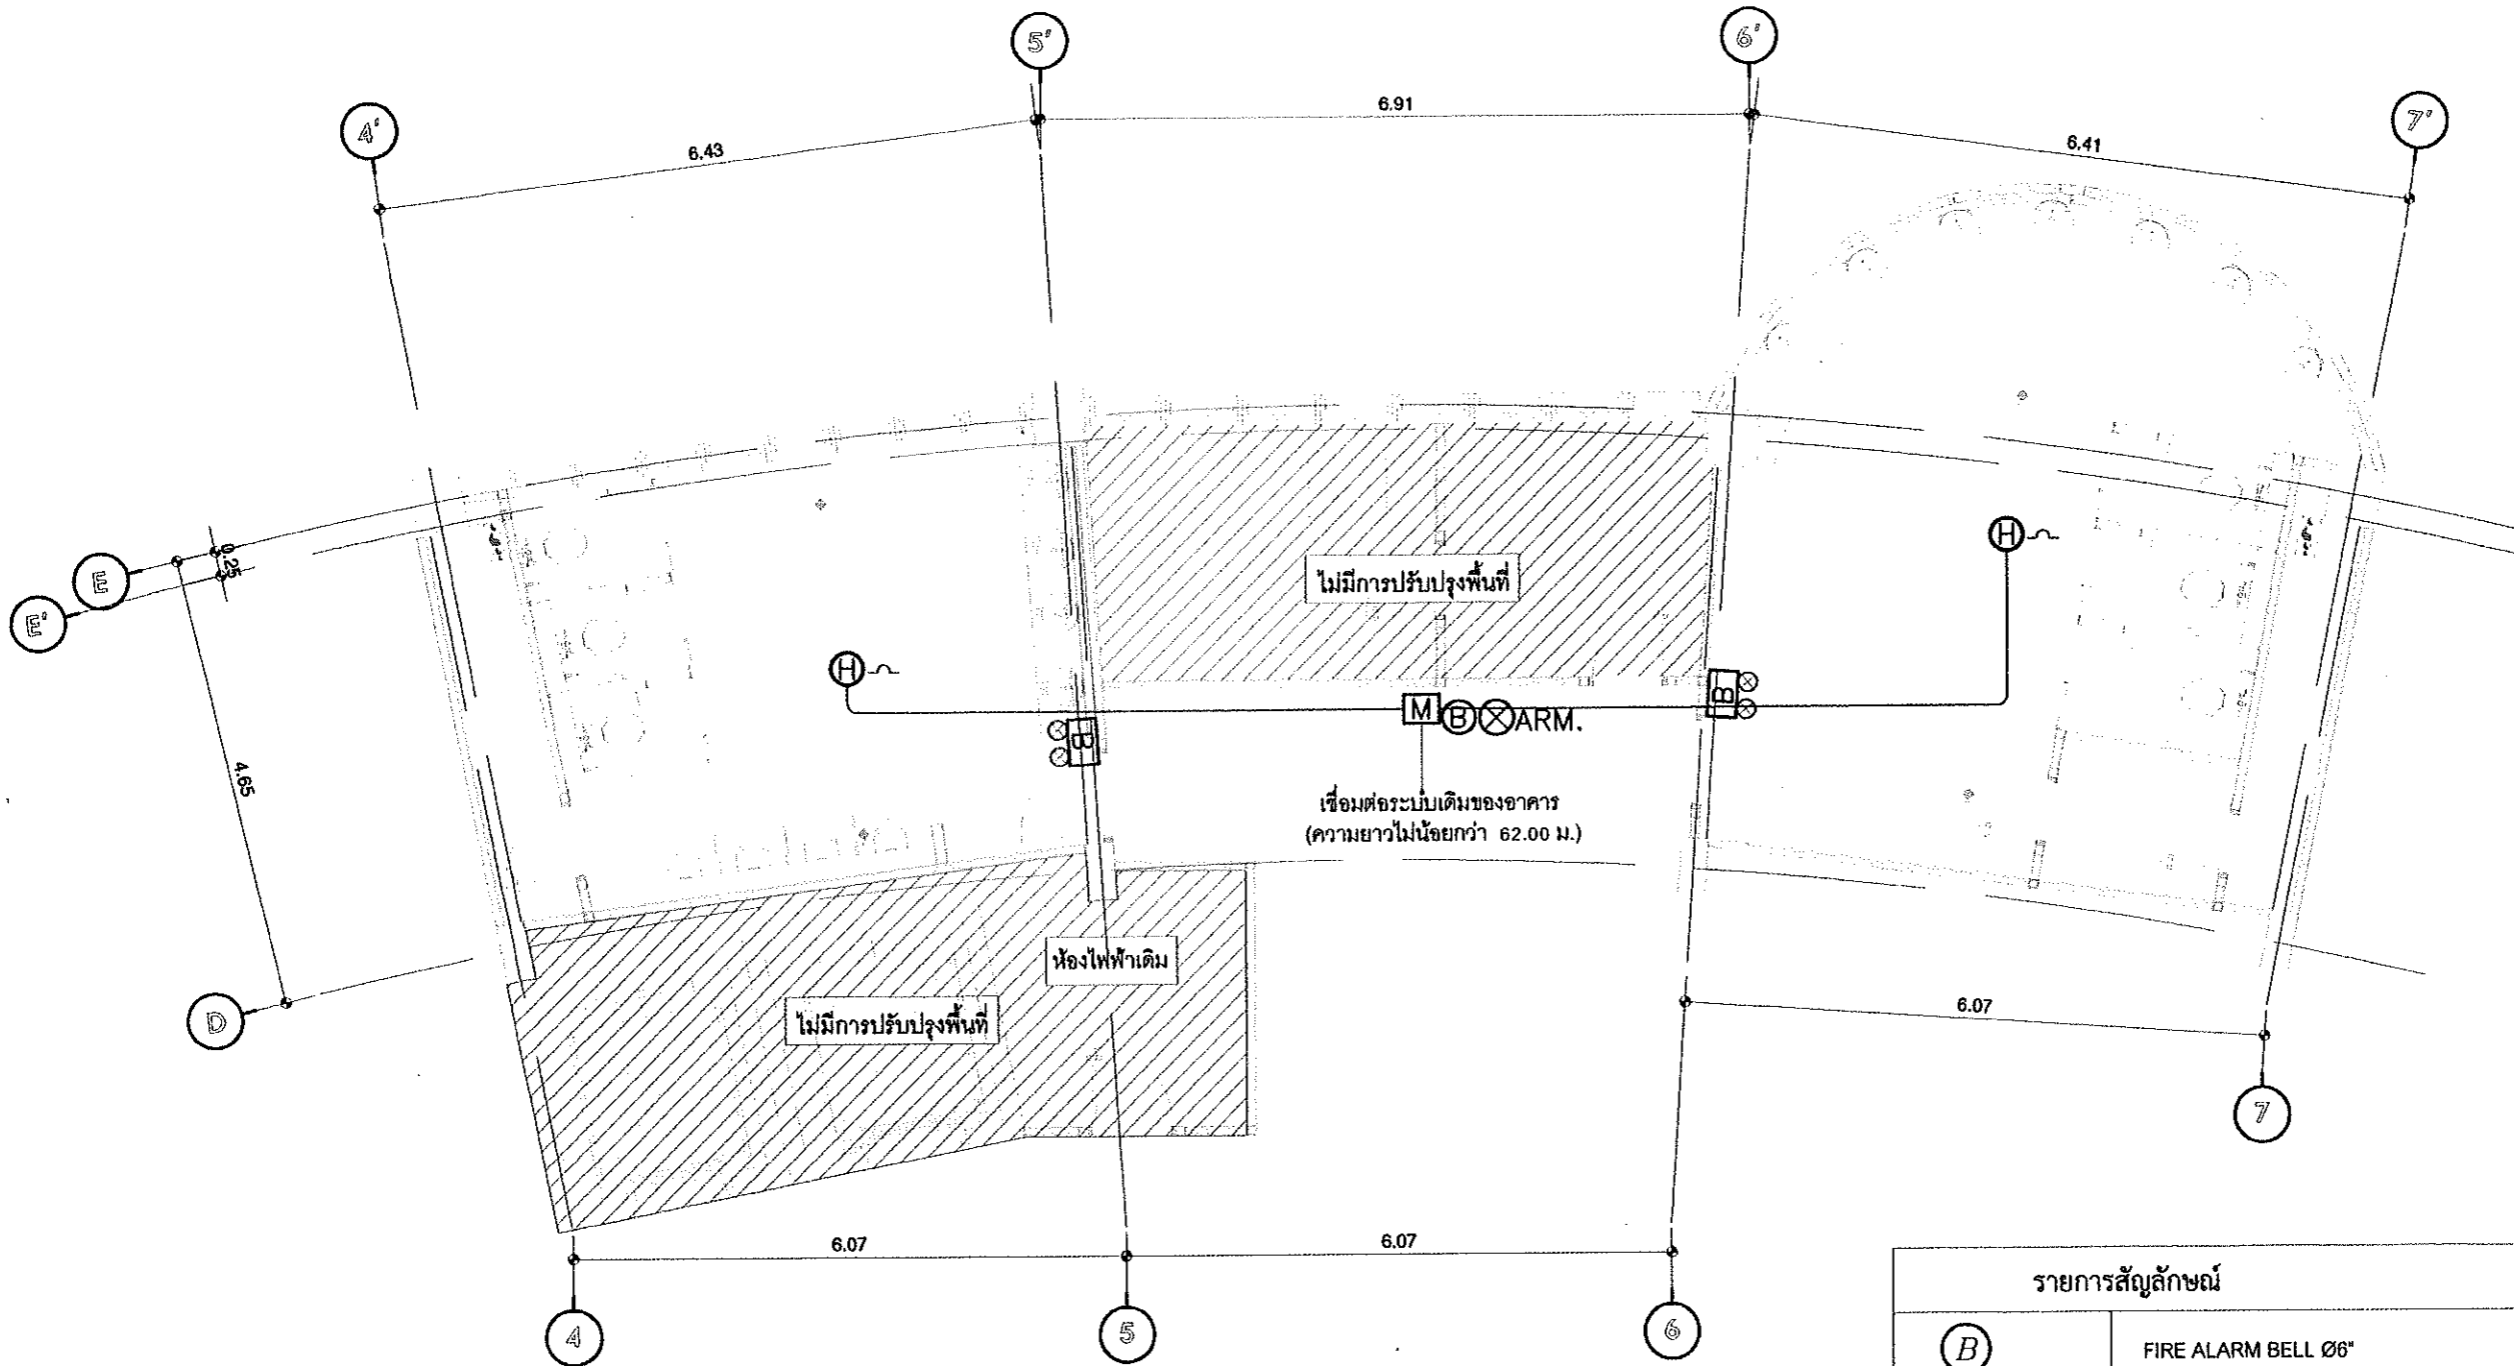 5'
6'
4'
7'
6.91
6.43
6.41
E
0.25
E'
ไม่มีการปรับปรุงพื้นที่
H
H
B
M B ARM.
B
4.65
เชื่อมต่อระบบเดิมของอาคาร
(ความยาวไม่น้อยกว่า 62.00 ม.)
ห้องไฟฟ้าเดิม
D
ไม่มีการปรับปรุงพื้นที่
6.07
7
6.07
6.07
4
5
6
รายการสัญลักษณ์
B FIRE ALARM BELL Ø6"